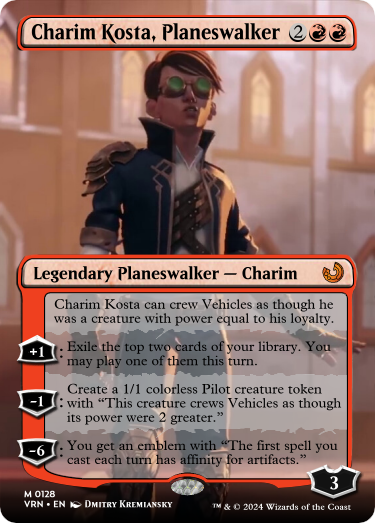 Charim Kosta, Planeswalker 2
Legendary Planeswalker — Charim
Charim Kosta can crew Vehicles as though he
was a creature with power equal to his loyalty.
+1: Exile the top two cards of your library. You
may play one of them this turn.
-1: Create a 1/1 colorless Pilot creature token
with “This creature crews Vehicles as though
its power were 2 greater.”
-6: You get an emblem with “The first spell you
cast each turn has affinity for artifacts.”
3
M 0128
VRN • EN DMITRY KREMIANSKY
™ & © 2024 Wizards of the Coast